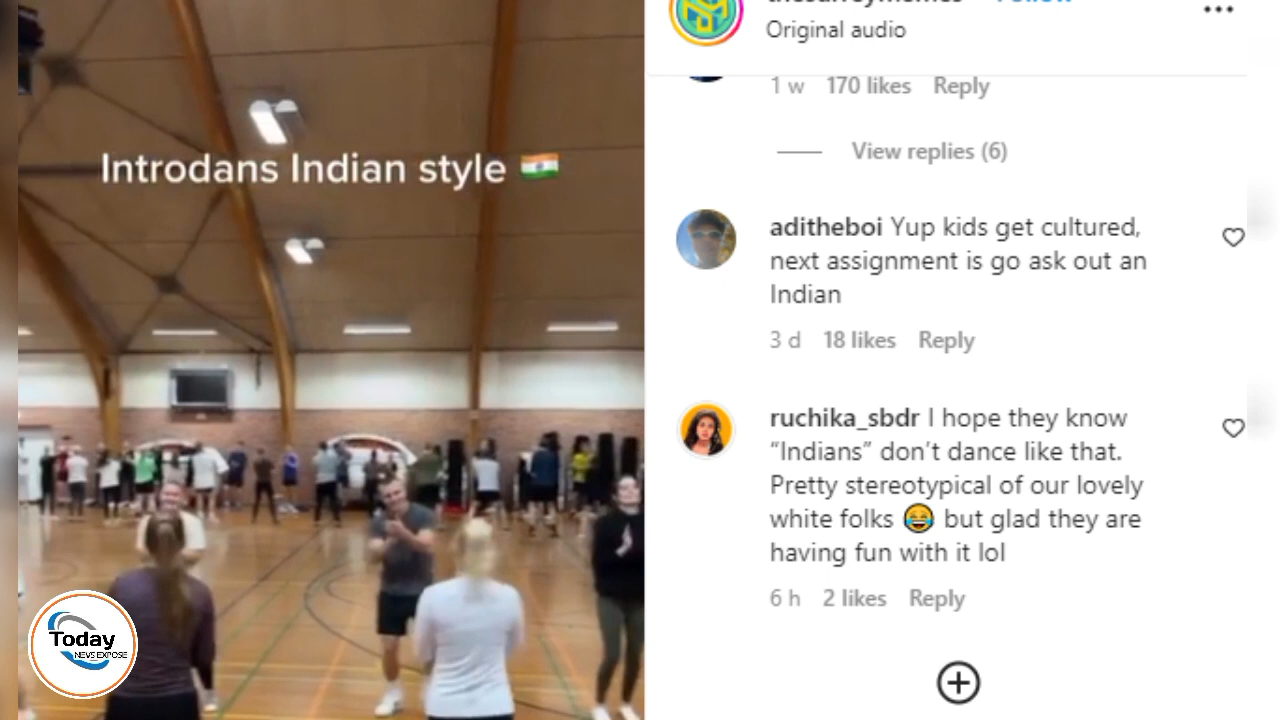 Introdans Indian style
Today
NEWS EXPOSE
Original audio
1 w 170 likes Reply
View replies (6)
aditheboi Yup kids get cultured,
next assignment is go ask out an
Indian
3 d 18 likes Reply
ruchika_sbdr I hope they know
“Indians” don’t dance like that.
Pretty stereotypical of our lovely
white folks 😂 but glad they are
having fun with it lol
6 h 2 likes Reply